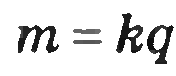 m = kq